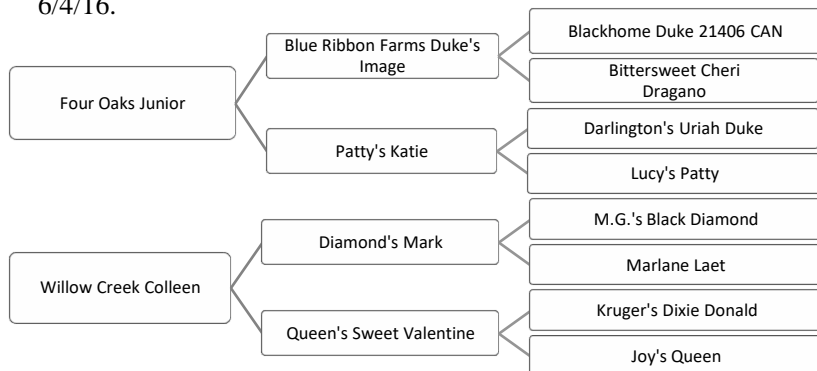 6/4/16.
Blue Ribbon Farms Duke's
Image
Blackhome Duke 21406 CAN
Bittersweet Cheri
Dragano
Four Oaks Junior
Patty's Katie
Darlington's Uriah Duke
Lucy's Patty
Willow Creek Colleen
Diamond's Mark
M.G.'s Black Diamond
Marlane Laet
Queen's Sweet Valentine
Kruger's Dixie Donald
Joy's Queen